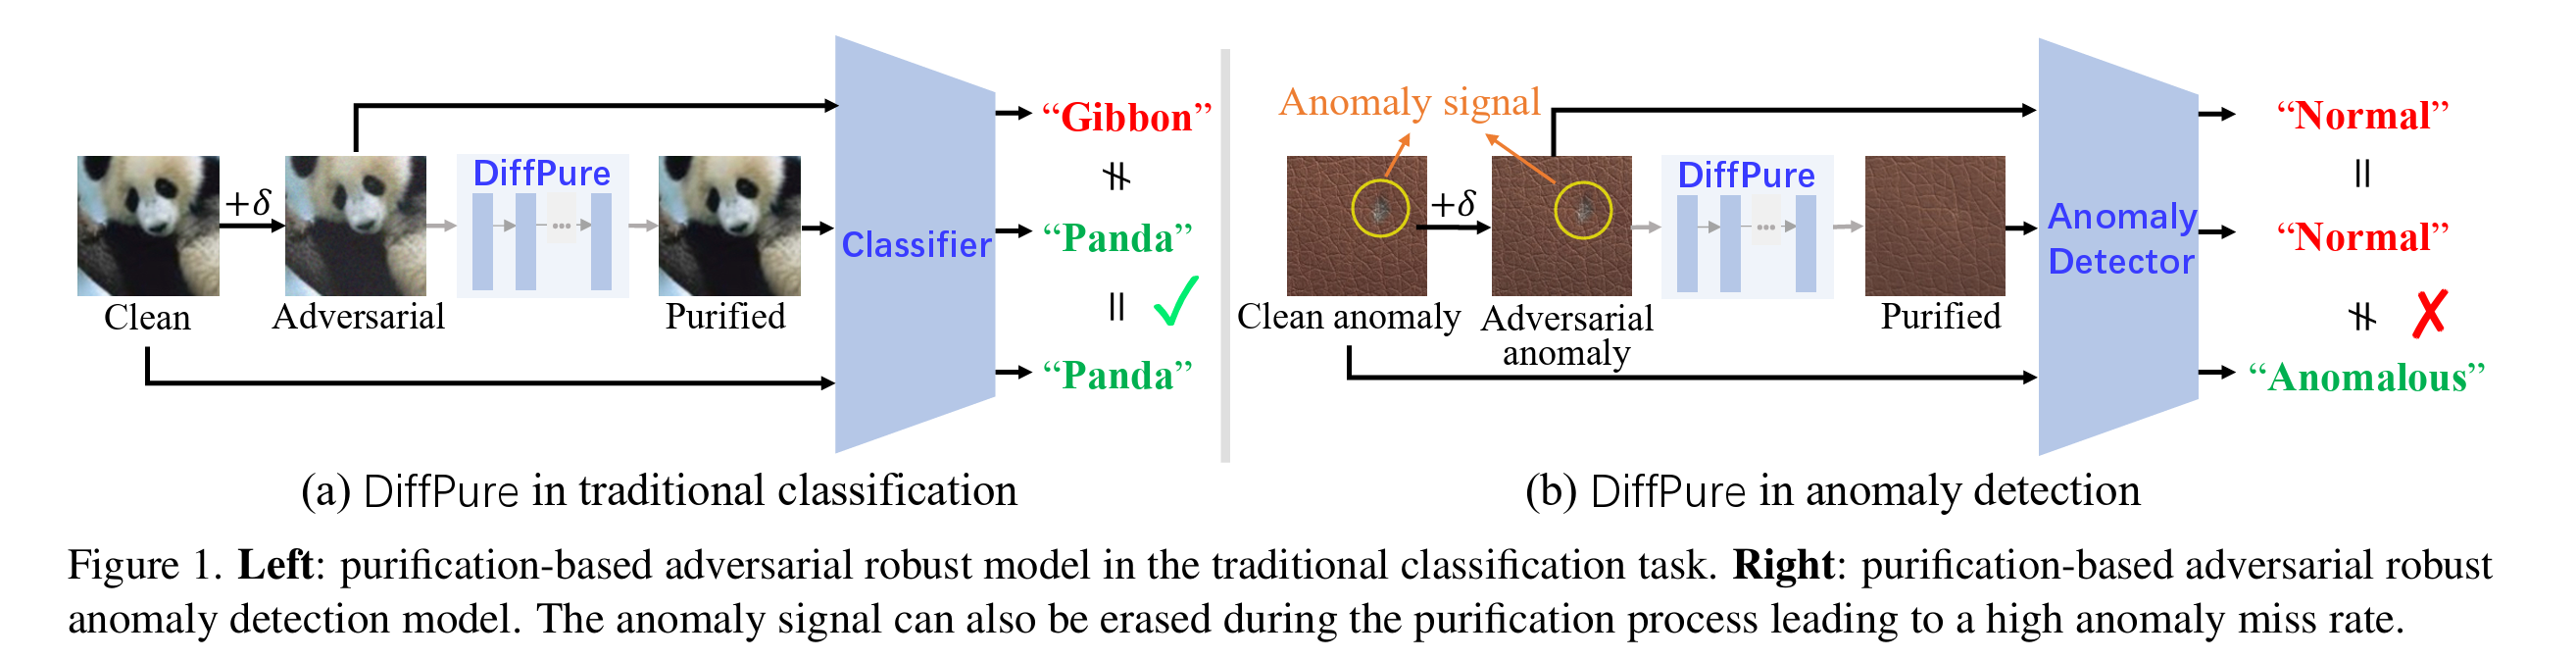 "Gibbon"
≠
DiffPure
+δ
...
Classifier
"Panda"
=
✓
Clean
Adversarial
Purified
"Panda"
(a) DiffPure in traditional classification
Anomaly signal
"Normal"
=
DiffPure
+δ
...
Anomaly
Detector
"Normal"
≠ ✗
Clean anomaly
Adversarial
anomaly
Purified
"Anomalous"
(b) DiffPure in anomaly detection
Figure 1. Left: purification-based adversarial robust model in the traditional classification task. Right: purification-based adversarial robust
anomaly detection model. The anomaly signal can also be erased during the purification process leading to a high anomaly miss rate.